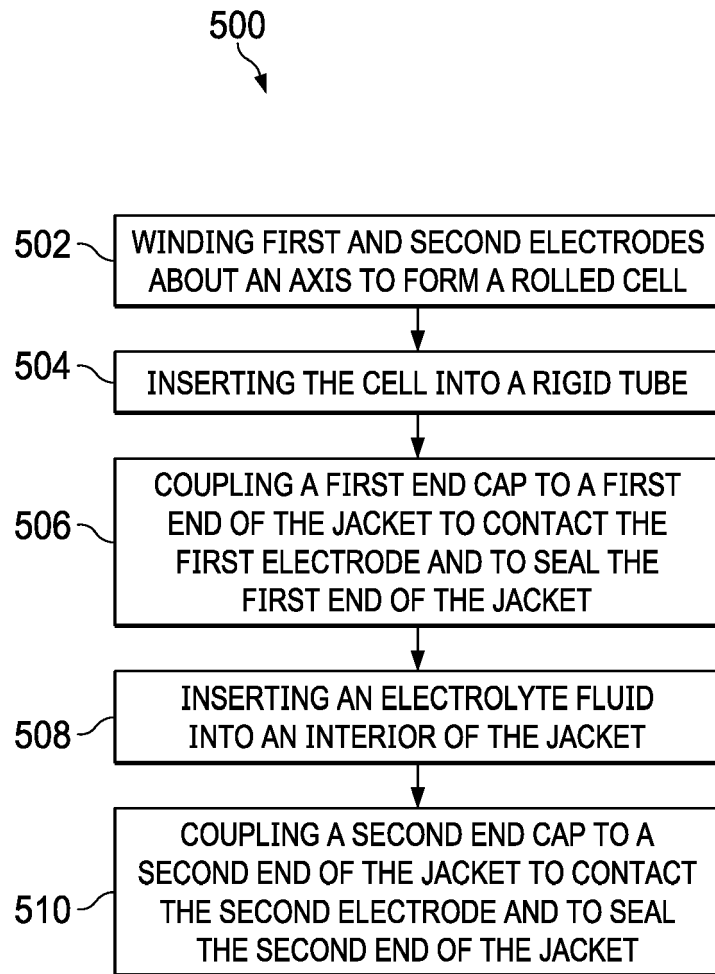 500
502
WINDING FIRST AND SECOND ELECTRODES
ABOUT AN AXIS TO FORM A ROLLED CELL
504
INSERTING THE CELL INTO A RIGID TUBE
506
COUPLING A FIRST END CAP TO A FIRST
END OF THE JACKET TO CONTACT THE
FIRST ELECTRODE AND TO SEAL THE
FIRST END OF THE JACKET
508
INSERTING AN ELECTROLYTE FLUID
INTO AN INTERIOR OF THE JACKET
510
COUPLING A SECOND END CAP TO A
SECOND END OF THE JACKET TO CONTACT
THE SECOND ELECTRODE AND TO SEAL
THE SECOND END OF THE JACKET